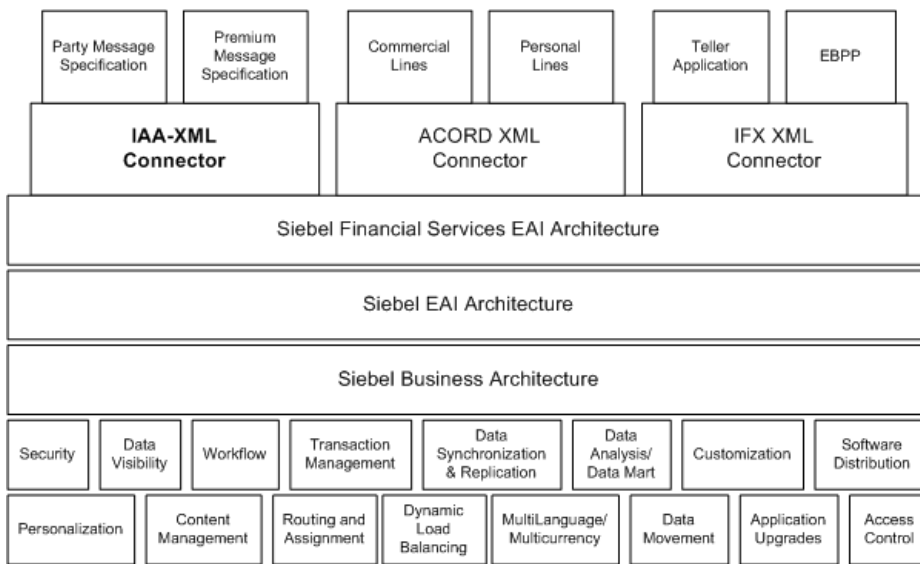 Party Message
Specification
Premium
Message
Specification
Commercial
Lines
Personal
Lines
Teller
Application
EBPP
IAA-XML
Connector
ACORD XML
Connector
IFX XML
Connector
Siebel Financial Services EAI Architecture
Siebel EAI Architecture
Siebel Business Architecture
Security
Data
Visibility
Workflow
Transaction
Management
Data
Synchronization
& Replication
Data
Analysis/
Data Mart
Customization
Software
Distribution
Personalization
Content
Management
Routing and
Assignment
Dynamic
Load
Balancing
MultiLanguage/
Multicurrency
Data
Movement
Application
Upgrades
Access
Control